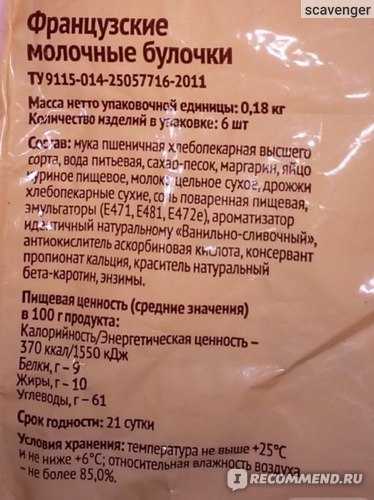 scavenger
Французские
молочные булочки
ТУ 9115-014-25057716-2011
Масса нетто упаковочной единицы: 0,18 кг
Количество изделий в упаковке: 6 шт
Состав: мука пшеничная хлебопекарная высшего
сорта, вода питьевая, сахар-песок, маргарин, яйцо
куриное пищевое, молоко цельное сухое, дрожжи
хлебопекарные сухие, соль поваренная пищевая,
эмульгаторы (Е471, Е481, Е472е), ароматизатор
идентичный натуральному «Ванильно-сливочный»,
антиокислитель аскорбиновая кислота, консервант
пропионат кальция, краситель натуральный
бета-каротин, энзимы.
Пищевая ценность (средние значения)
в 100 г продукта:
Калорийность/Энергетическая ценность –
370 ккал/1550 кДж
Белки, г – 9
Жиры, г – 10
Углеводы, г – 61
Срок годности: 21 сутки
Условия хранения: температура не выше +25°С
и не ниже +6°С; относительная влажность воздуха
– не более 85,0%.
IRECOMMEND.RU